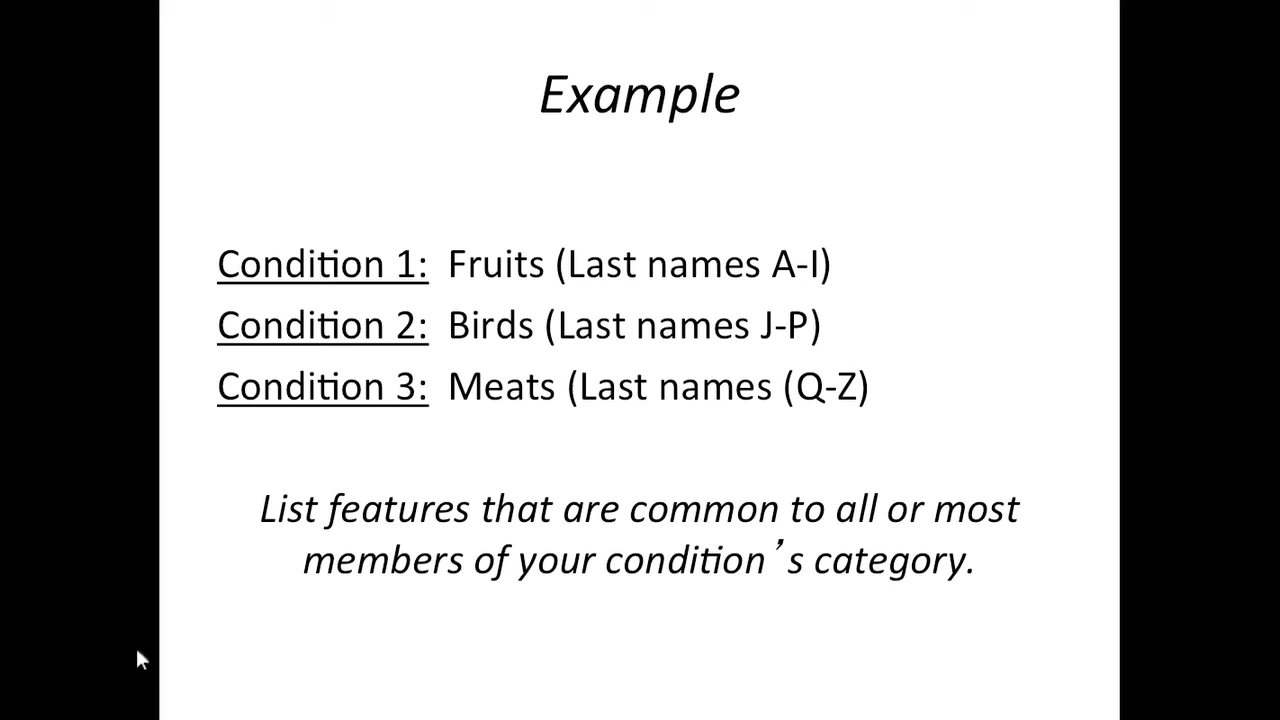 Example
Condition 1: Fruits (Last names A-I)
Condition 2: Birds (Last names J-P)
Condition 3: Meats (Last names (Q-Z)
List features that are common to all or most
members of your condition’s category.